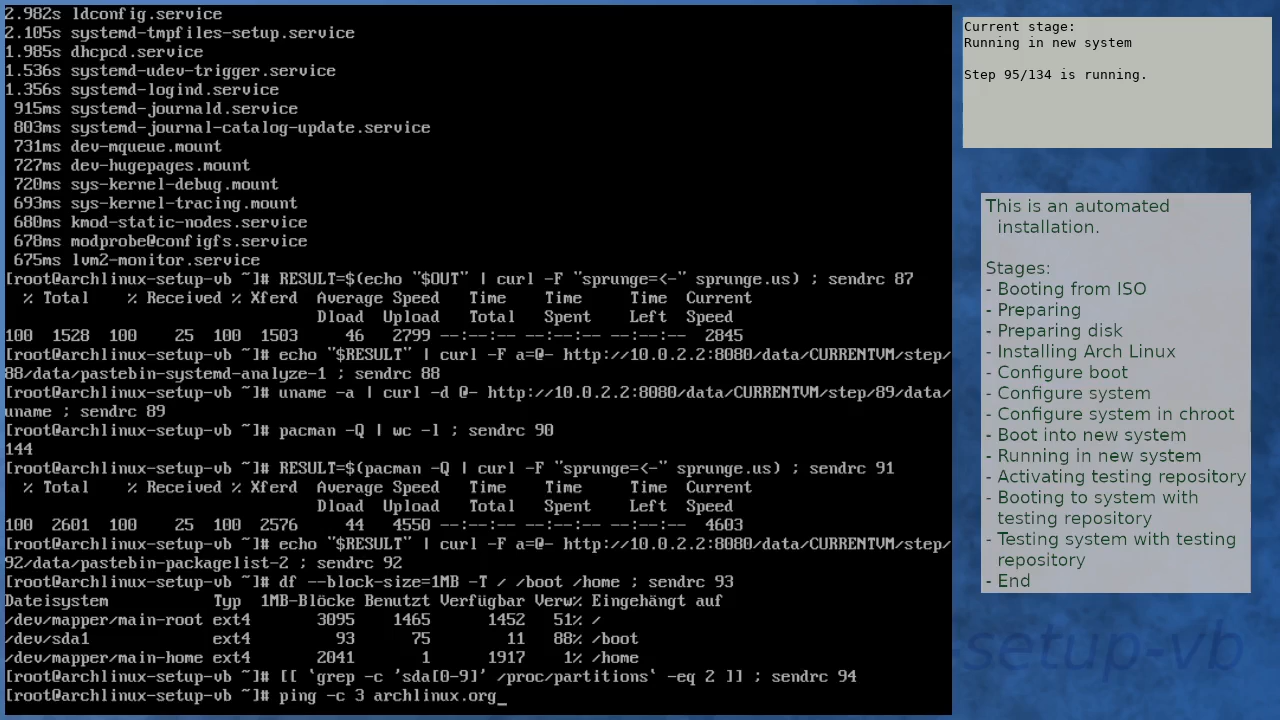 2.982s ldconfig.service
2.105s systemd-tmpfiles-setup.service
1.985s dhcpcd.service
1.536s systemd-udev-trigger.service
1.356s systemd-logind.service
915ms systemd-journald.service
803ms systemd-journal-catalog-update.service
731ms dev-mqueue.mount
727ms dev-hugepages.mount
720ms sys-kernel-debug.mount
693ms sys-kernel-tracing.mount
680ms kmod-static-nodes.service
678ms modprobe@configfs.service
675ms lvm2-monitor.service
[root@archlinux-setup-vb ~]# RESULT=$(echo "$OUT" | curl -F "sprunge=<-" sprunge.us) ; sendrc 87
% Total    % Received % Xferd  Average Speed   Time    Time     Time  Current
Dload  Upload   Total   Spent    Left  Speed
100  1528  100    25  100  1503     46   2799 --:--:-- --:--:-- --:--:--  2845
[root@archlinux-setup-vb ~]# echo "$RESULT" | curl -F a=@- http://10.0.2.2:8080/data/CURRENTVM/step/
88/data/pastebin-systemd-analyze-1 ; sendrc 88
[root@archlinux-setup-vb ~]# uname -a | curl -d @- http://10.0.2.2:8080/data/CURRENTVM/step/89/data/
uname ; sendrc 89
[root@archlinux-setup-vb ~]# pacman -Q | wc -l ; sendrc 90
144
[root@archlinux-setup-vb ~]# RESULT=$(pacman -Q | curl -F "sprunge=<-" sprunge.us) ; sendrc 91
% Total    % Received % Xferd  Average Speed   Time    Time     Time  Current
Dload  Upload   Total   Spent    Left  Speed
100  2601  100    25  100  2576     44   4550 --:--:-- --:--:-- --:--:--  4603
[root@archlinux-setup-vb ~]# echo "$RESULT" | curl -F a=@- http://10.0.2.2:8080/data/CURRENTVM/step/
92/data/pastebin-packagelist-2 ; sendrc 92
[root@archlinux-setup-vb ~]# df --block-size=1MB -T / /boot /home ; sendrc 93
Dateisystem           Typ  1MB-Blöcke Benutzt Verfügbar Verw% Eingehängt auf
/dev/mapper/main-root ext4       3095    1465      1452   51% /
/dev/sda1             ext4         93      75        11   88% /boot
/dev/mapper/main-home ext4       2041       1      1917    1% /home
[root@archlinux-setup-vb ~]# [[ `grep -c 'sda[0-9]' /proc/partitions` -eq 2 ]] ; sendrc 94
[root@archlinux-setup-vb ~]# ping -c 3 archlinux.org_
Current stage:
Running in new system
Step 95/134 is running.
This is an automated
installation.
Stages:
- Booting from ISO
- Preparing
- Preparing disk
- Installing Arch Linux
- Configure boot
- Configure system
- Configure system in chroot
- Boot into new system
- Running in new system
- Activating testing repository
- Booting to system with
testing repository
- Testing system with testing
repository
- End
-setup-vb